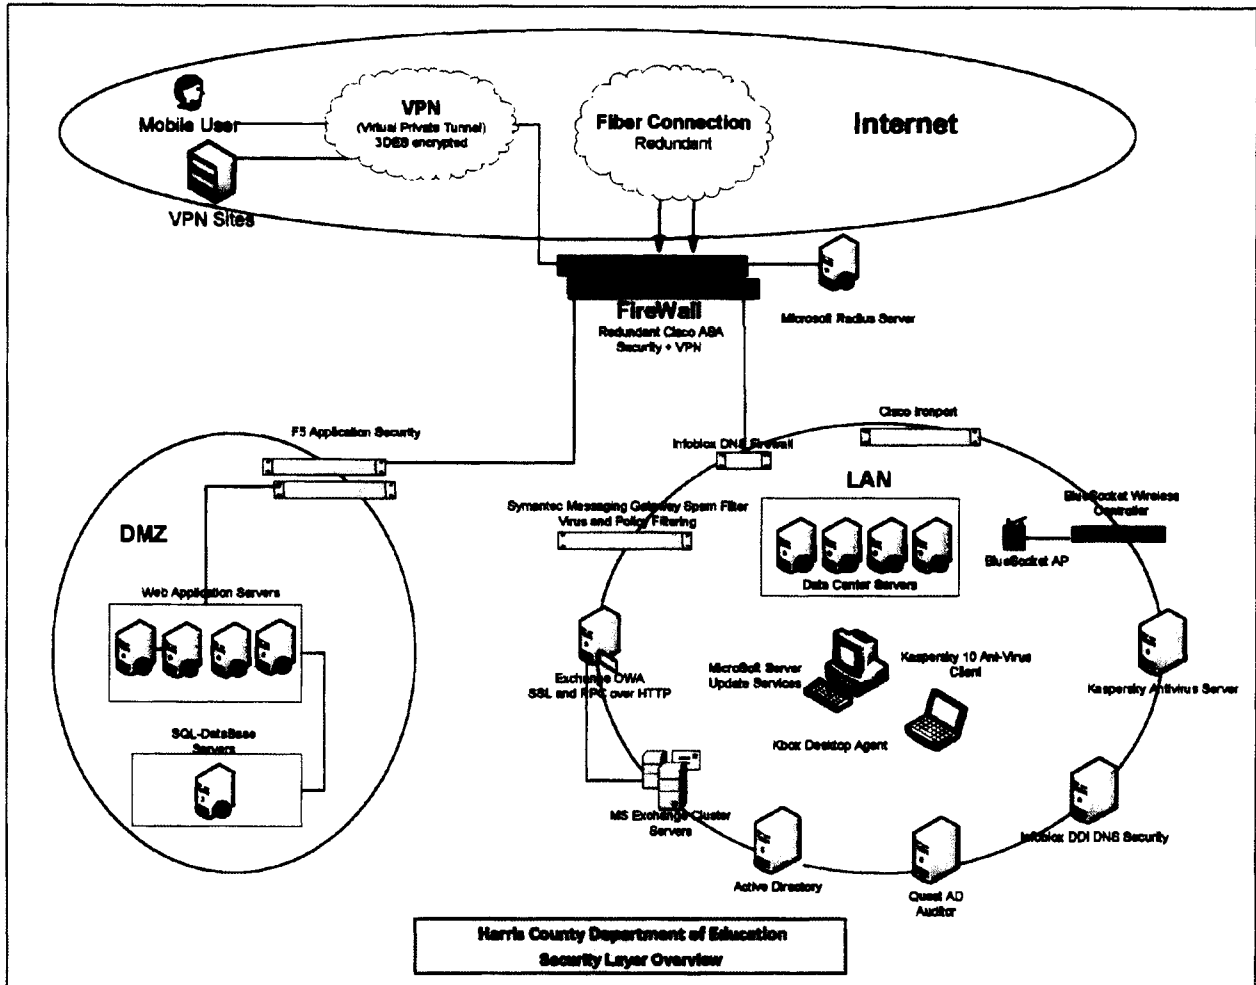 Internet
Mobile User
VPN
(Virtual Private Tunnel)
3DES encrypted
Fiber Connection
Redundant
VPN Sites
FireWall
Redundant Cisco ASA
Security + VPN
Microsoft Radius Server
F5 Application Security
Cisco Ironport
Infoblox DNS Firewall
LAN
Symantec Messaging Gateway Spam Filter
Virus and Policy Filtering
BlueSocket Wireless
Controller
BlueSocket AP
DMZ
Data Center Servers
Web Application Servers
Exchange OWA
SSL and RPC over HTTP
MicroSoft Server
Update Services
Kaspersky 10 Ani-Virus
Client
Kaspersky Antivirus Server
Kbox Desktop Agent
SQL-DataBase
Servers
MS Exchange Cluster
Servers
Infoblox DDI DNS Security
Active Directory
Quest AD
Auditor
Harris County Department of Education
Security Layer Overview